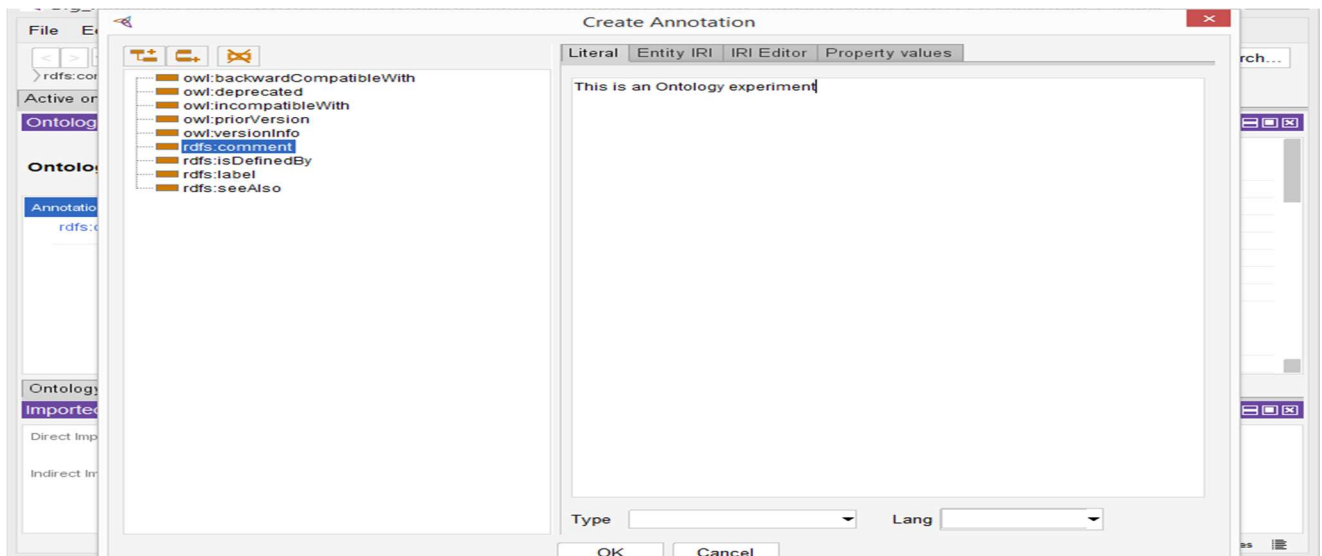 Create Annotation
File
rch...
rdfs:co
Active or
Literal Entity IRI IRI Editor Property values
This is an Ontology experiment
owl:backwardCompatibleWith
owl:deprecated
owl:incompatibleWith
owl:priorVersion
owl:versionInfo
rdfs:comment
rdfs:isDefinedBy
rdfs:label
rdfs:seeAlso
Ontolog
Ontolo
Annotatio
rdfs:
Ontology
Importe
Direct Imp
Indirect
Type Lang
OK Cancel
es